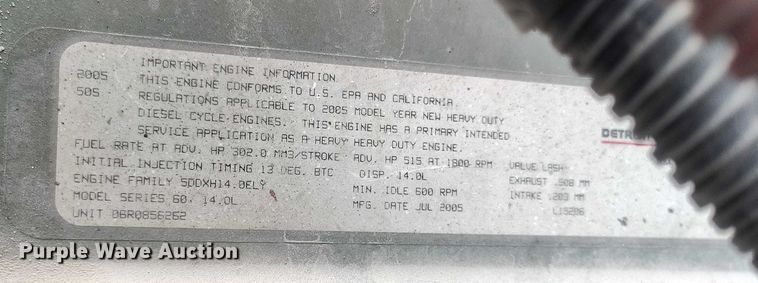 IMPORTANT ENGINE INFORMATION
2005 THIS ENGINE CONFORMS TO U.S. EPA AND CALIFORNIA
505 REGULATIONS APPLICABLE TO 2005 MODEL YEAR NEW HEAVY DUTY
DIESEL CYCLE ENGINES. THIS ENGINE HAS A PRIMARY INTENDED
SERVICE APPLICATION AS A HEAVY HEAVY DUTY ENGINE.
FUEL RATE AT ADV. HP 302.0 MM3/STROKE ADV. HP 515 AT 1800 RPM VALVE LASH
INITIAL INJECTION TIMING 13 DEG. BTC DISP. 14.0L EXHAUST .508 MM
ENGINE FAMILY 5DDXH14.0ELY MIN. IDLE 600 RPM INTAKE .203 MM
MODEL SERIES 60, 14.0L MFG. DATE JUL 2005
UNIT 06R0856262
Purple Wave Auction